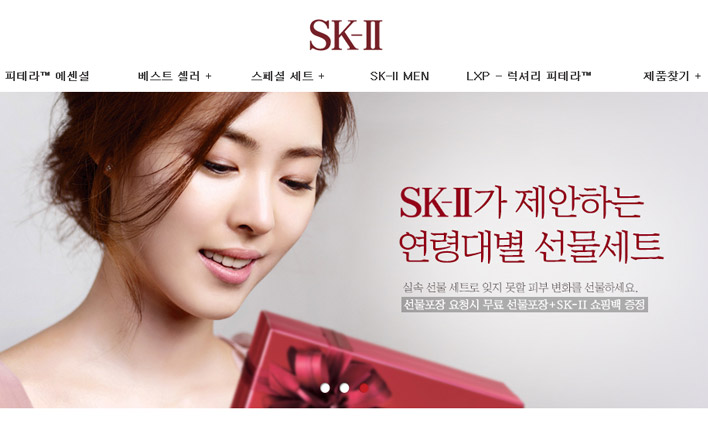 SK-II
피테라™ 에센셜
베스트 셀러 +
스페셜 세트 +
SK-II MEN
LXP - 럭셔리 피테라™
제품찾기 +
SK-II가 제안하는
연령대별 선물세트
실속 선물 세트로 잊지 못할 피부 변화를 선물하세요.
선물포장 요청시 무료 선물포장+SK-II 쇼핑백 증정